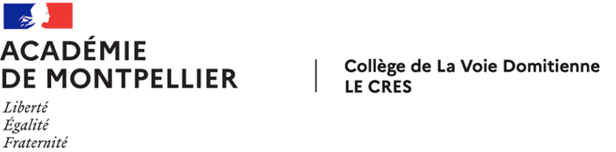 ACADÉMIE
DE MONTPELLIER
Liberté
Égalité
Fraternité
Collège de La Voie Domitienne
LE CRES